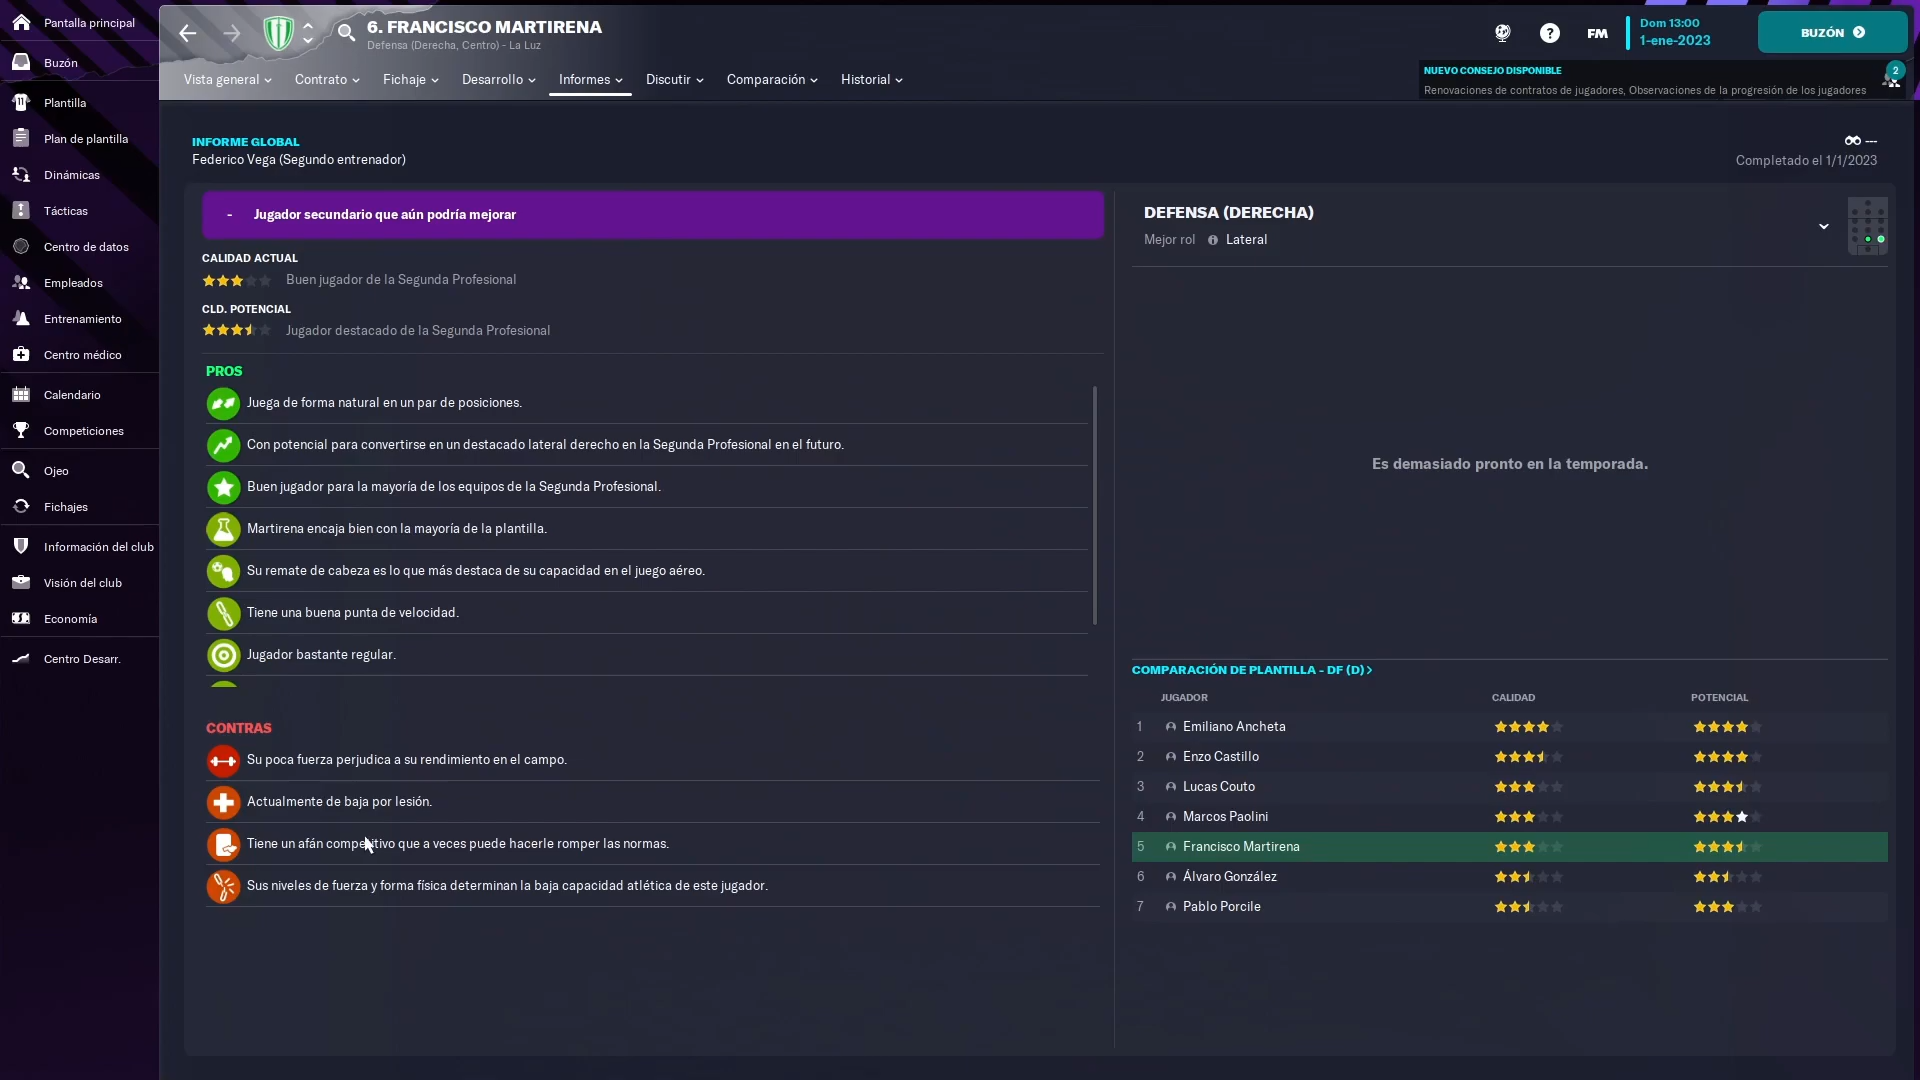 Pantalla principal
Buzón
Plantilla
Plan de plantilla
Dinámicas
Tácticas
Centro de datos
Empleados
Entrenamiento
Centro médico
Calendario
Competiciones
Ojeo
Fichajes
Información del club
Visión del club
Economía
Centro Desarr.
6. FRANCISCO MARTIRENA
Defensa (Derecha, Centro) - La Luz
FM
Dom 13:00
1-ene-2023
BUZÓN
Vista general
Contrato
Fichaje
Desarrollo
Informes
Discutir
Comparación
Historial
NUEVO CONSEJO DISPONIBLE
2
Renovaciones de contratos de jugadores, Observaciones de la progresión de los jugadores
INFORME GLOBAL
Federico Vega (Segundo entrenador)
---
Completado el 1/1/2023
- Jugador secundario que aún podría mejorar
CALIDAD ACTUAL
Buen jugador de la Segunda Profesional
CLD. POTENCIAL
Jugador destacado de la Segunda Profesional
PROS
Juega de forma natural en un par de posiciones.
Con potencial para convertirse en un destacado lateral derecho en la Segunda Profesional en el futuro.
Buen jugador para la mayoría de los equipos de la Segunda Profesional.
Martirena encaja bien con la mayoría de la plantilla.
Su remate de cabeza es lo que más destaca de su capacidad en el juego aéreo.
Tiene una buena punta de velocidad.
Jugador bastante regular.
CONTRAS
Su poca fuerza perjudica a su rendimiento en el campo.
Actualmente de baja por lesión.
Tiene un afán competitivo que a veces puede hacerle romper las normas.
Sus niveles de fuerza y forma física determinan la baja capacidad atlética de este jugador.
DEFENSA (DERECHA)
Mejor rol Lateral
Es demasiado pronto en la temporada.
COMPARACIÓN DE PLANTILLA - DF (D) >
JUGADOR CALIDAD POTENCIAL
1 Emiliano Ancheta
2 Enzo Castillo
3 Lucas Couto
4 Marcos Paolini
5 Francisco Martirena
6 Álvaro González
7 Pablo Porcile